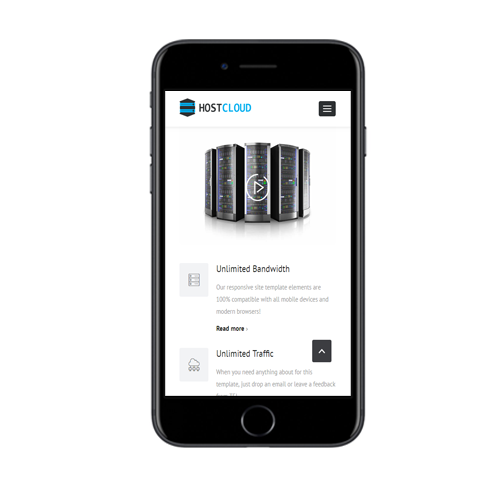 HOSTCLOUD
Unlimited Bandwidth
Our responsive site template elements are
100% compatible with all mobile devices and
modern browsers!
Read more ›
Unlimited Traffic
When you need anything about for this
template, just drop an email or leave a feedback